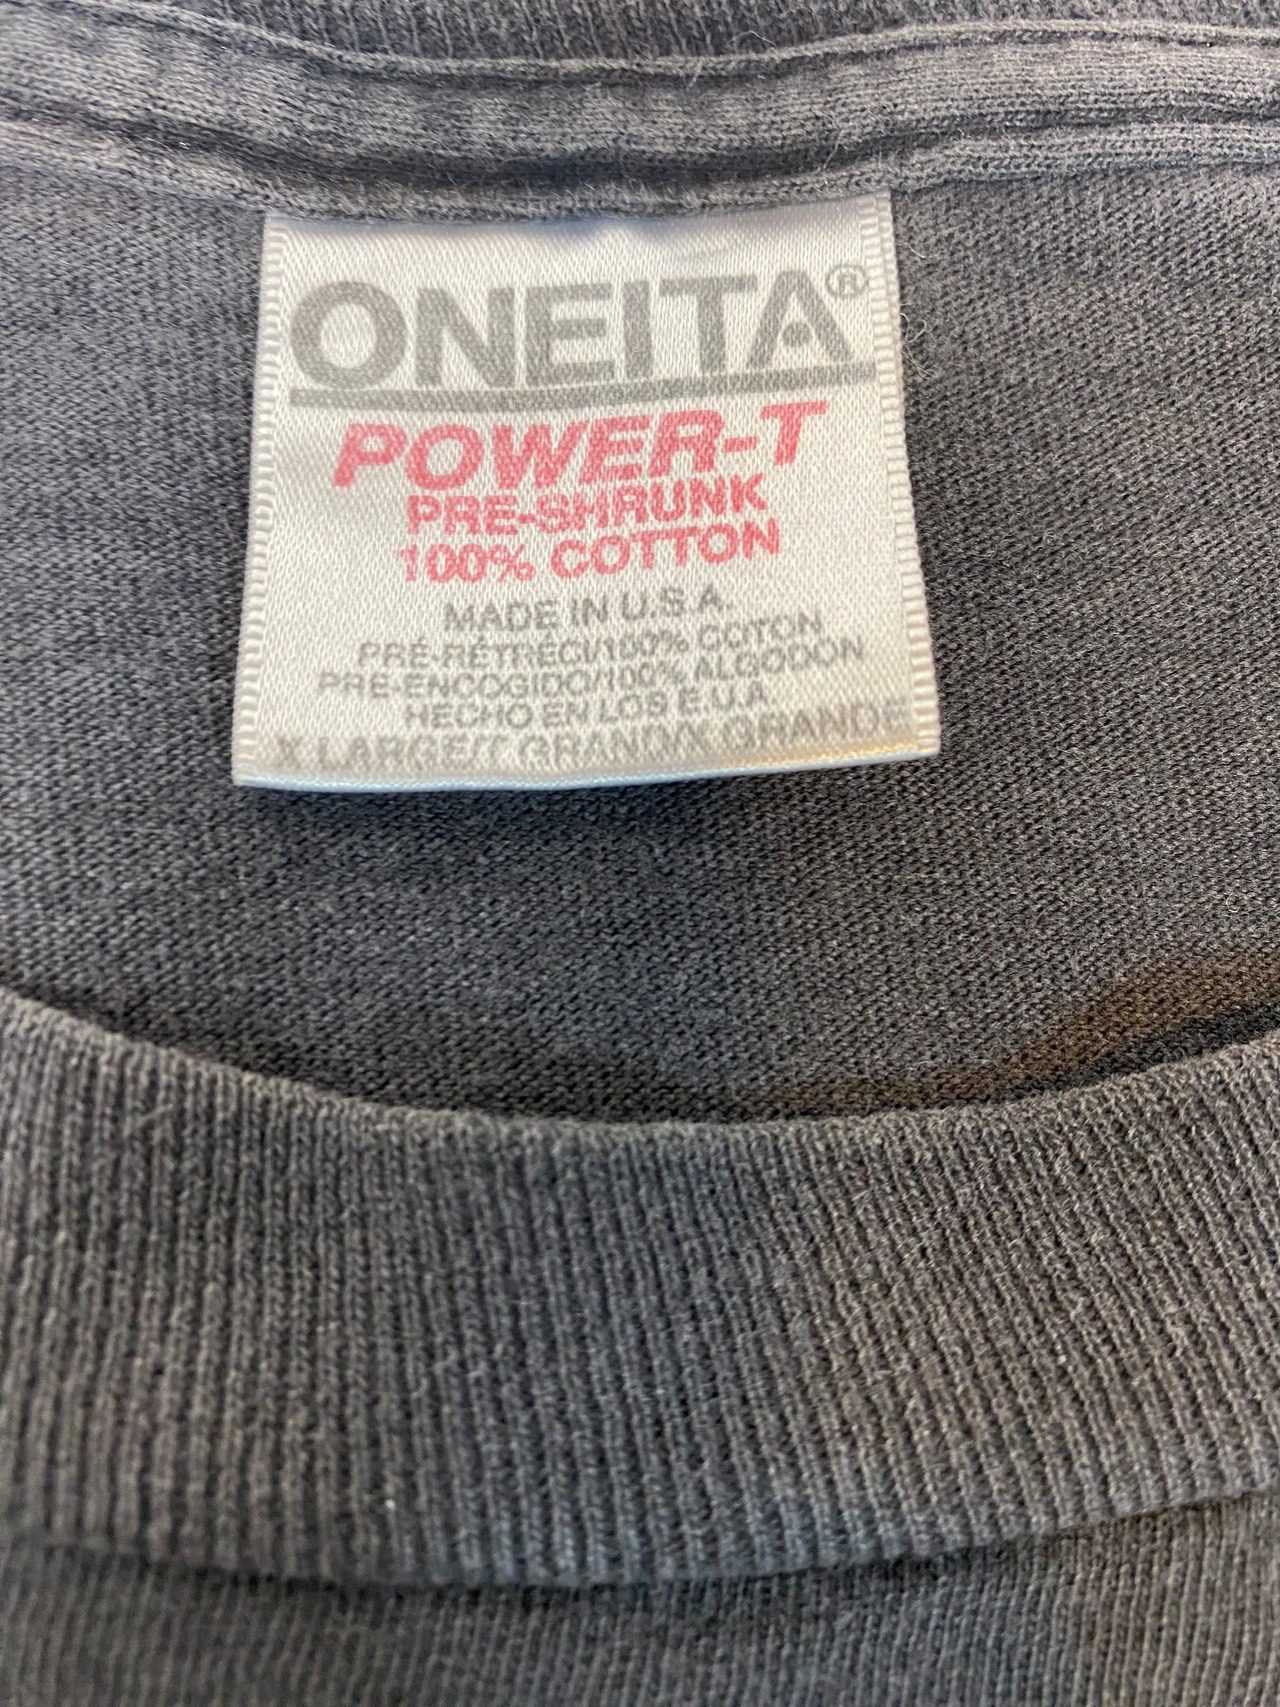 ONEITA®
POWER-T
PRE-SHRUNK
100% COTTON
MADE IN U.S.A.
PRÉ-RÉTRÉCI/100% COTON
PRE-ENCOGIDO/100% ALGODON
HECHO EN LOS E.U.A.
X LARGE/T GRAND/X GRANDE